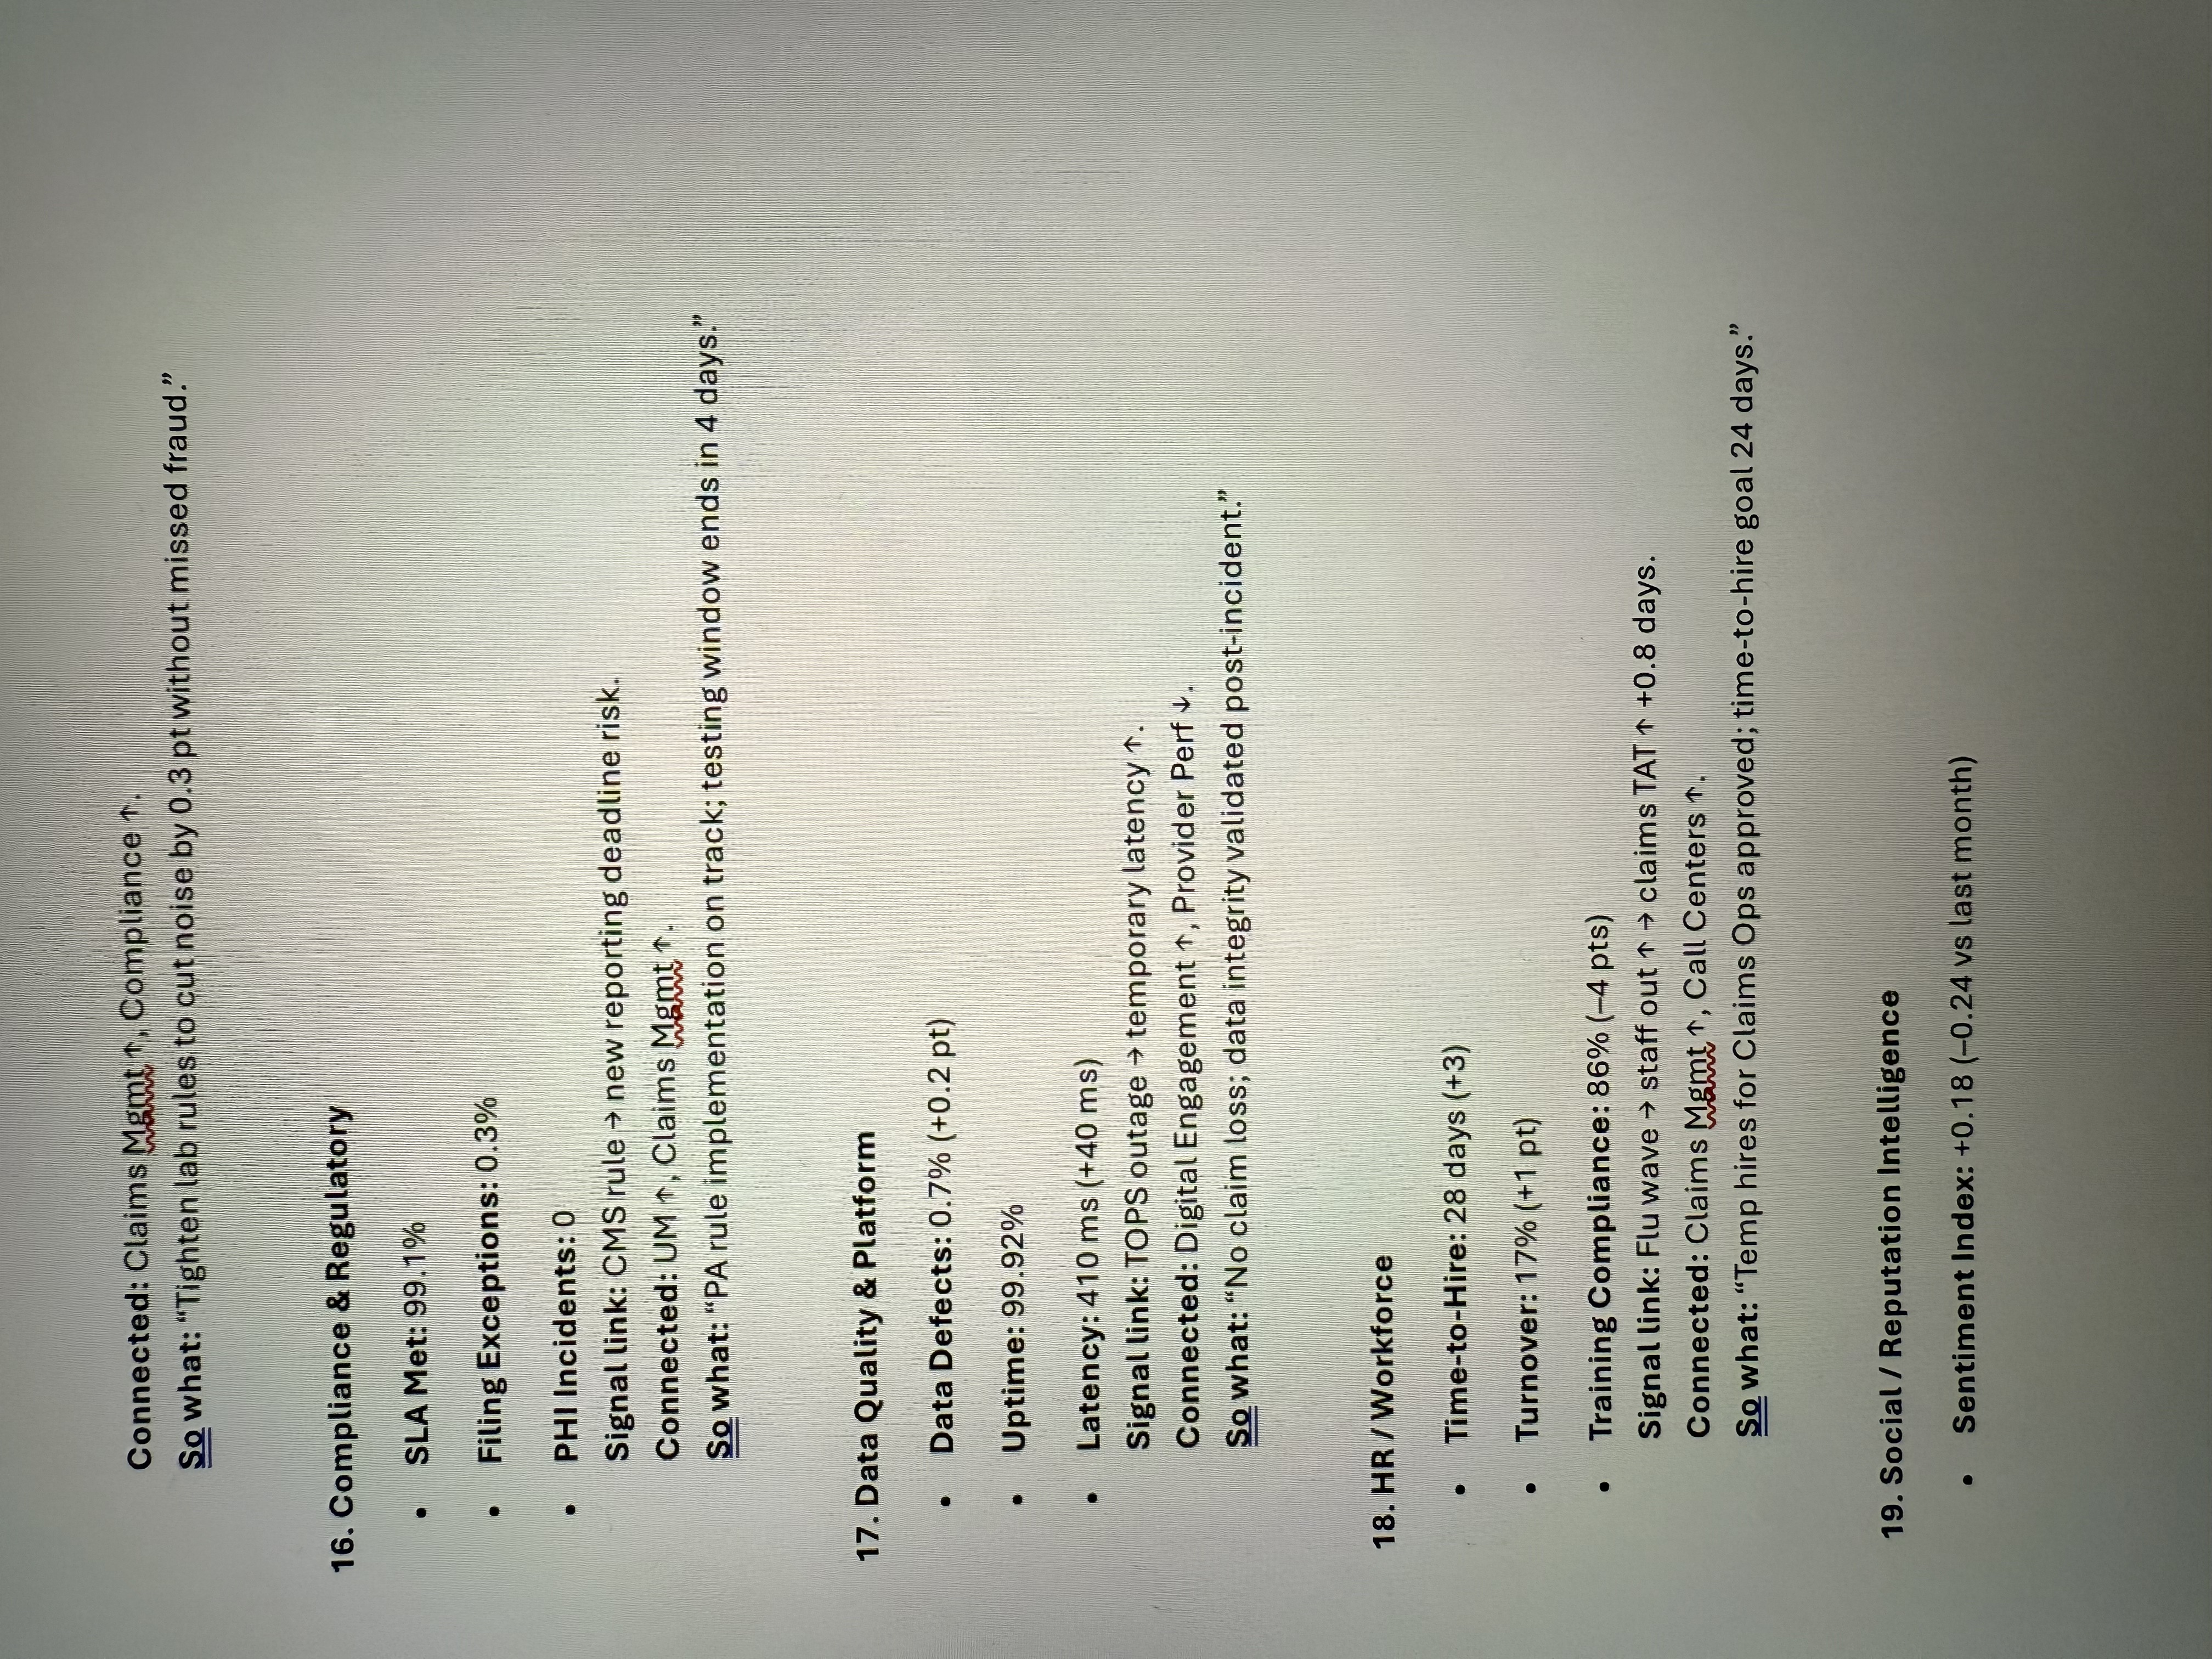 Connected: Claims Mgmt ↑, Compliance ↑.
So what: “Tighten lab rules to cut noise by 0.3 pt without missed fraud.”
16. Compliance & Regulatory
• SLA Met: 99.1%
• Filing Exceptions: 0.3%
• PHI Incidents: 0
Signal link: CMS rule → new reporting deadline risk.
Connected: UM ↑, Claims Mgmt ↑.
So what: “PA rule implementation on track; testing window ends in 4 days.”
17. Data Quality & Platform
• Data Defects: 0.7% (+0.2 pt)
• Uptime: 99.92%
• Latency: 410 ms (+40 ms)
Signal link: TOPS outage → temporary latency ↑.
Connected: Digital Engagement ↑, Provider Perf ↓.
So what: “No claim loss; data integrity validated post-incident.”
18. HR / Workforce
• Time-to-Hire: 28 days (+3)
• Turnover: 17% (+1 pt)
• Training Compliance: 86% (–4 pts)
Signal link: Flu wave → staff out ↑ → claims TAT ↑ +0.8 days.
Connected: Claims Mgmt ↑, Call Centers ↑.
So what: “Temp hires for Claims Ops approved; time-to-hire goal 24 days.”
19. Social / Reputation Intelligence
• Sentiment Index: +0.18 (–0.24 vs last month)